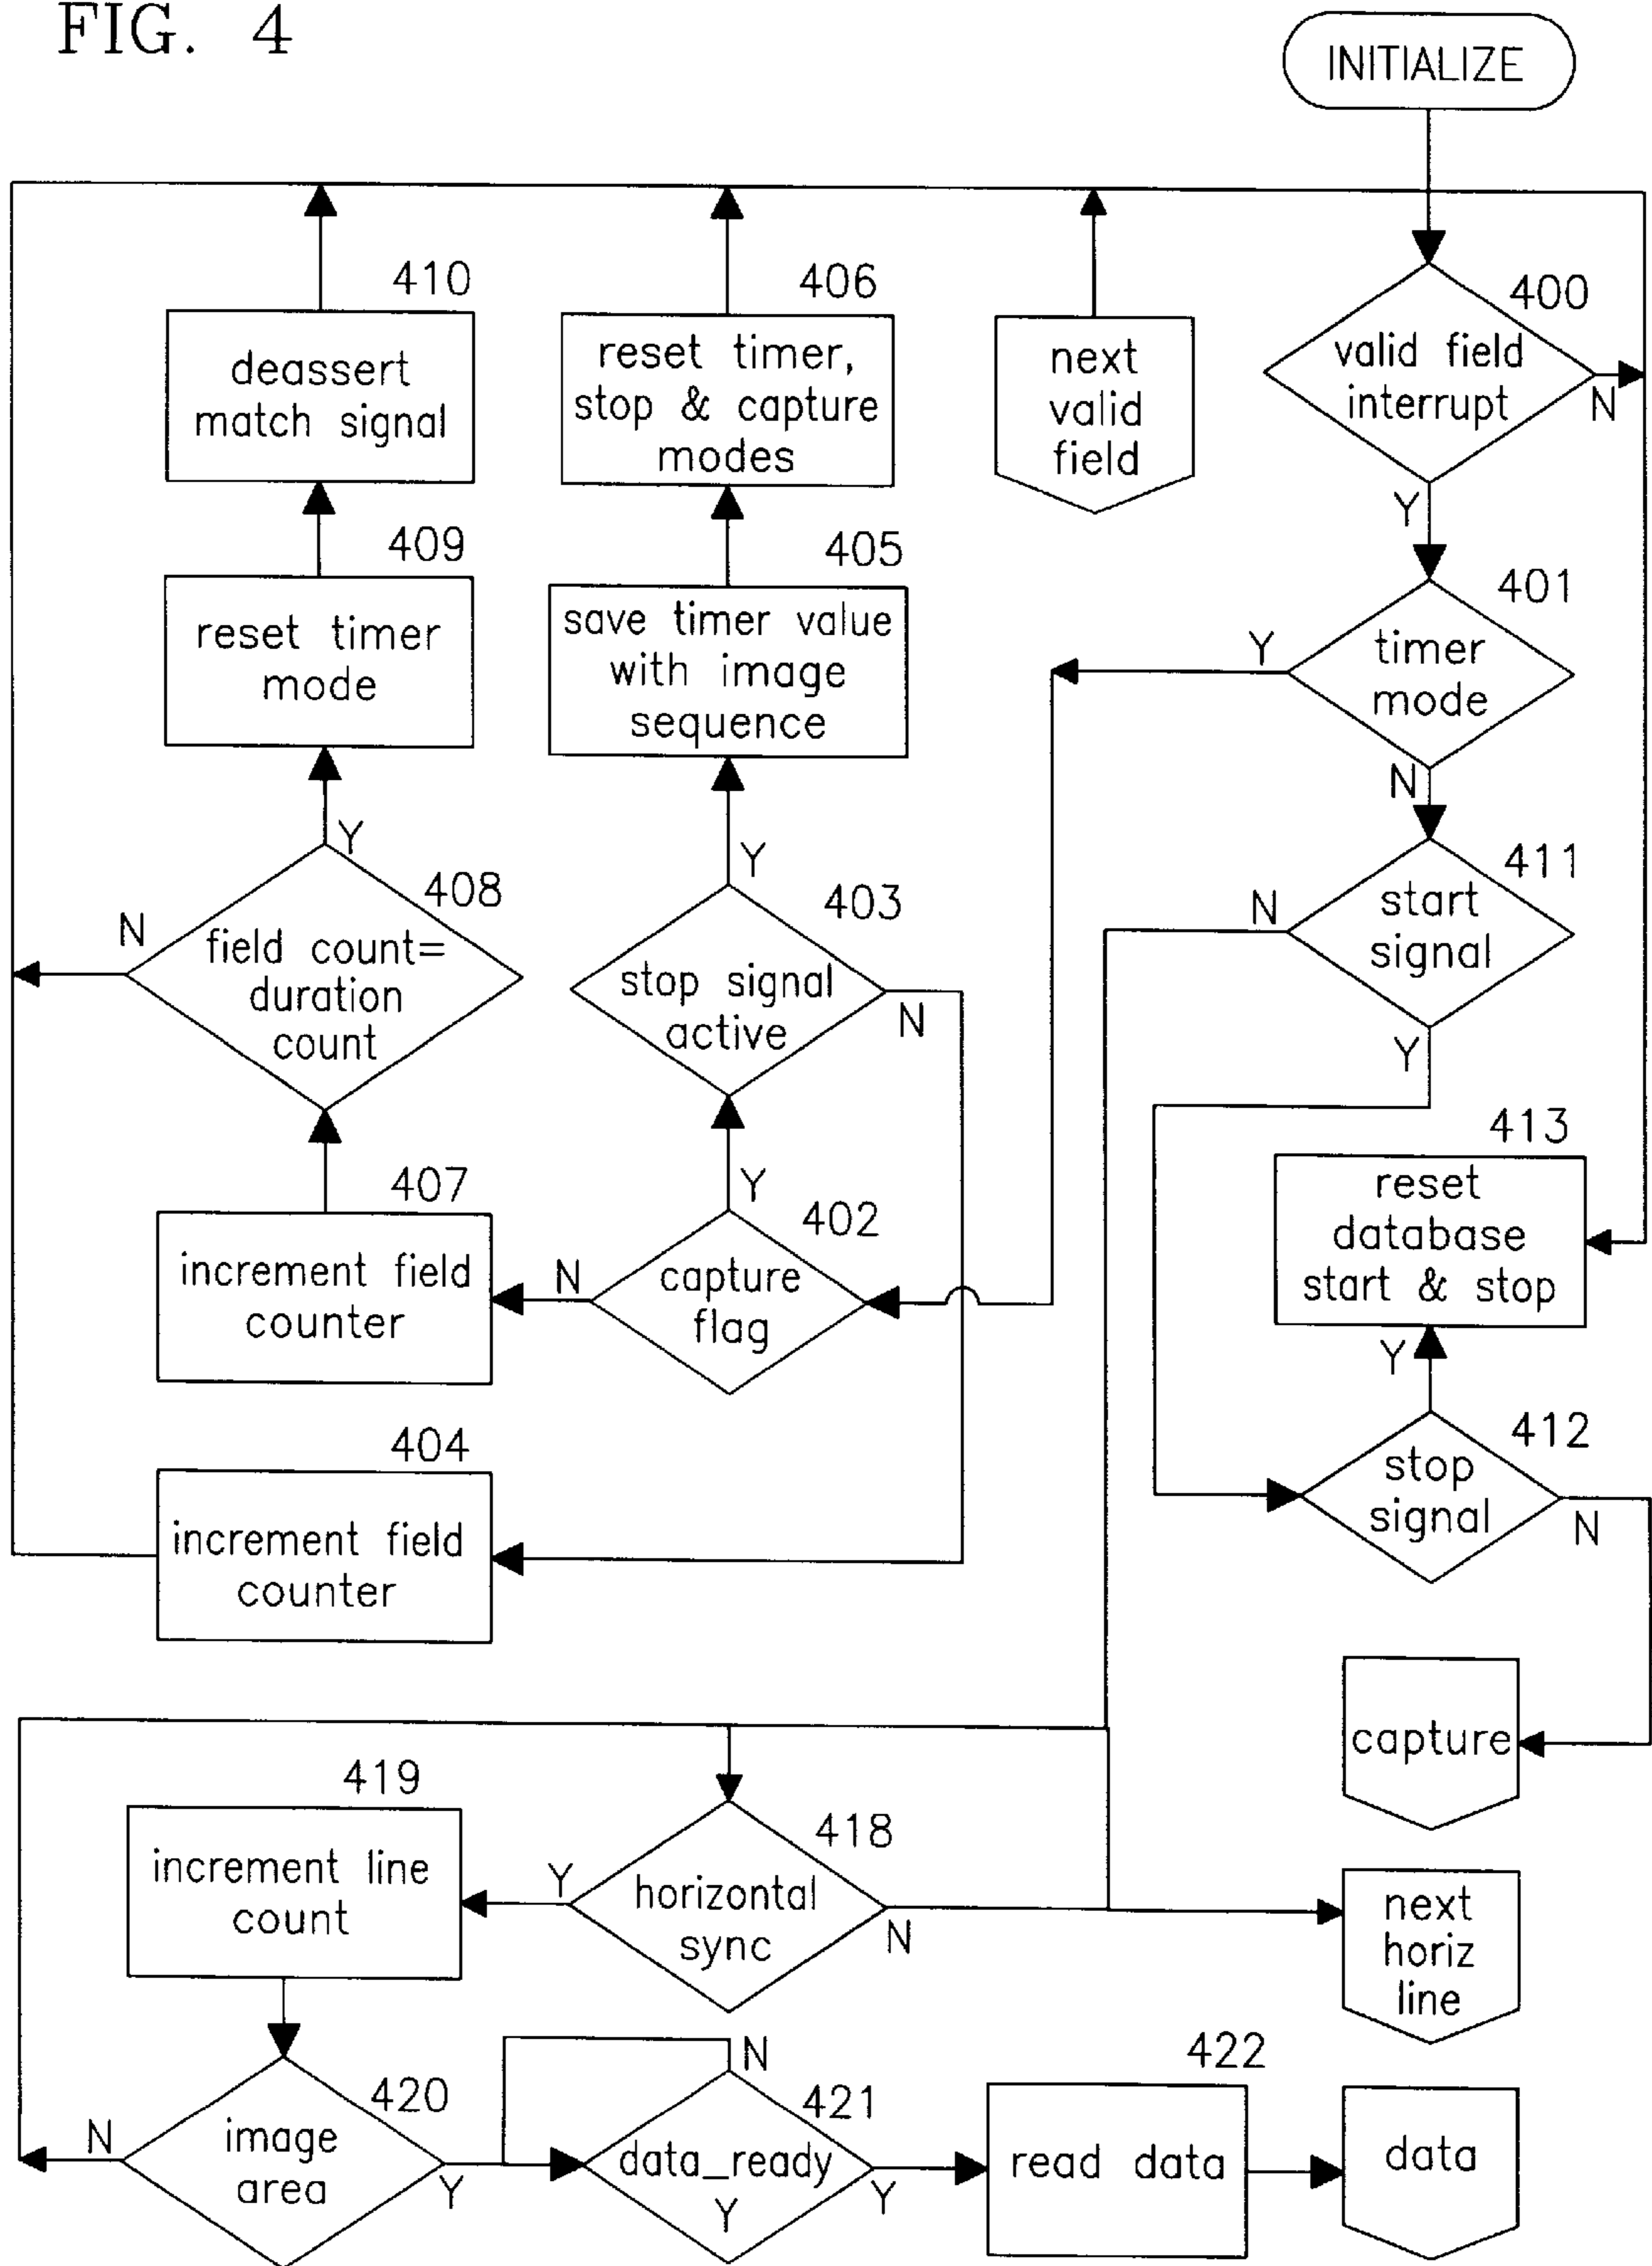 FIG. 4
INITIALIZE
400
valid field
interrupt
N
Y
410
deassert
match signal
406
reset timer,
stop & capture
modes
next
valid
field
409
reset timer
mode
405
save timer value
with image
sequence
401
timer
mode
Y
N
408
field count=
duration
count
Y
N
403
stop signal
active
Y
N
411
start
signal
N
Y
407
increment field
counter
402
capture
flag
Y
N
413
reset
database
start & stop
Y
412
stop
signal
N
404
increment field
counter
capture
419
increment line
count
418
horizontal
sync
Y
N
next
horiz
line
420
image
area
N
Y
421
data_ready
Y
N
Y
422
read data
data